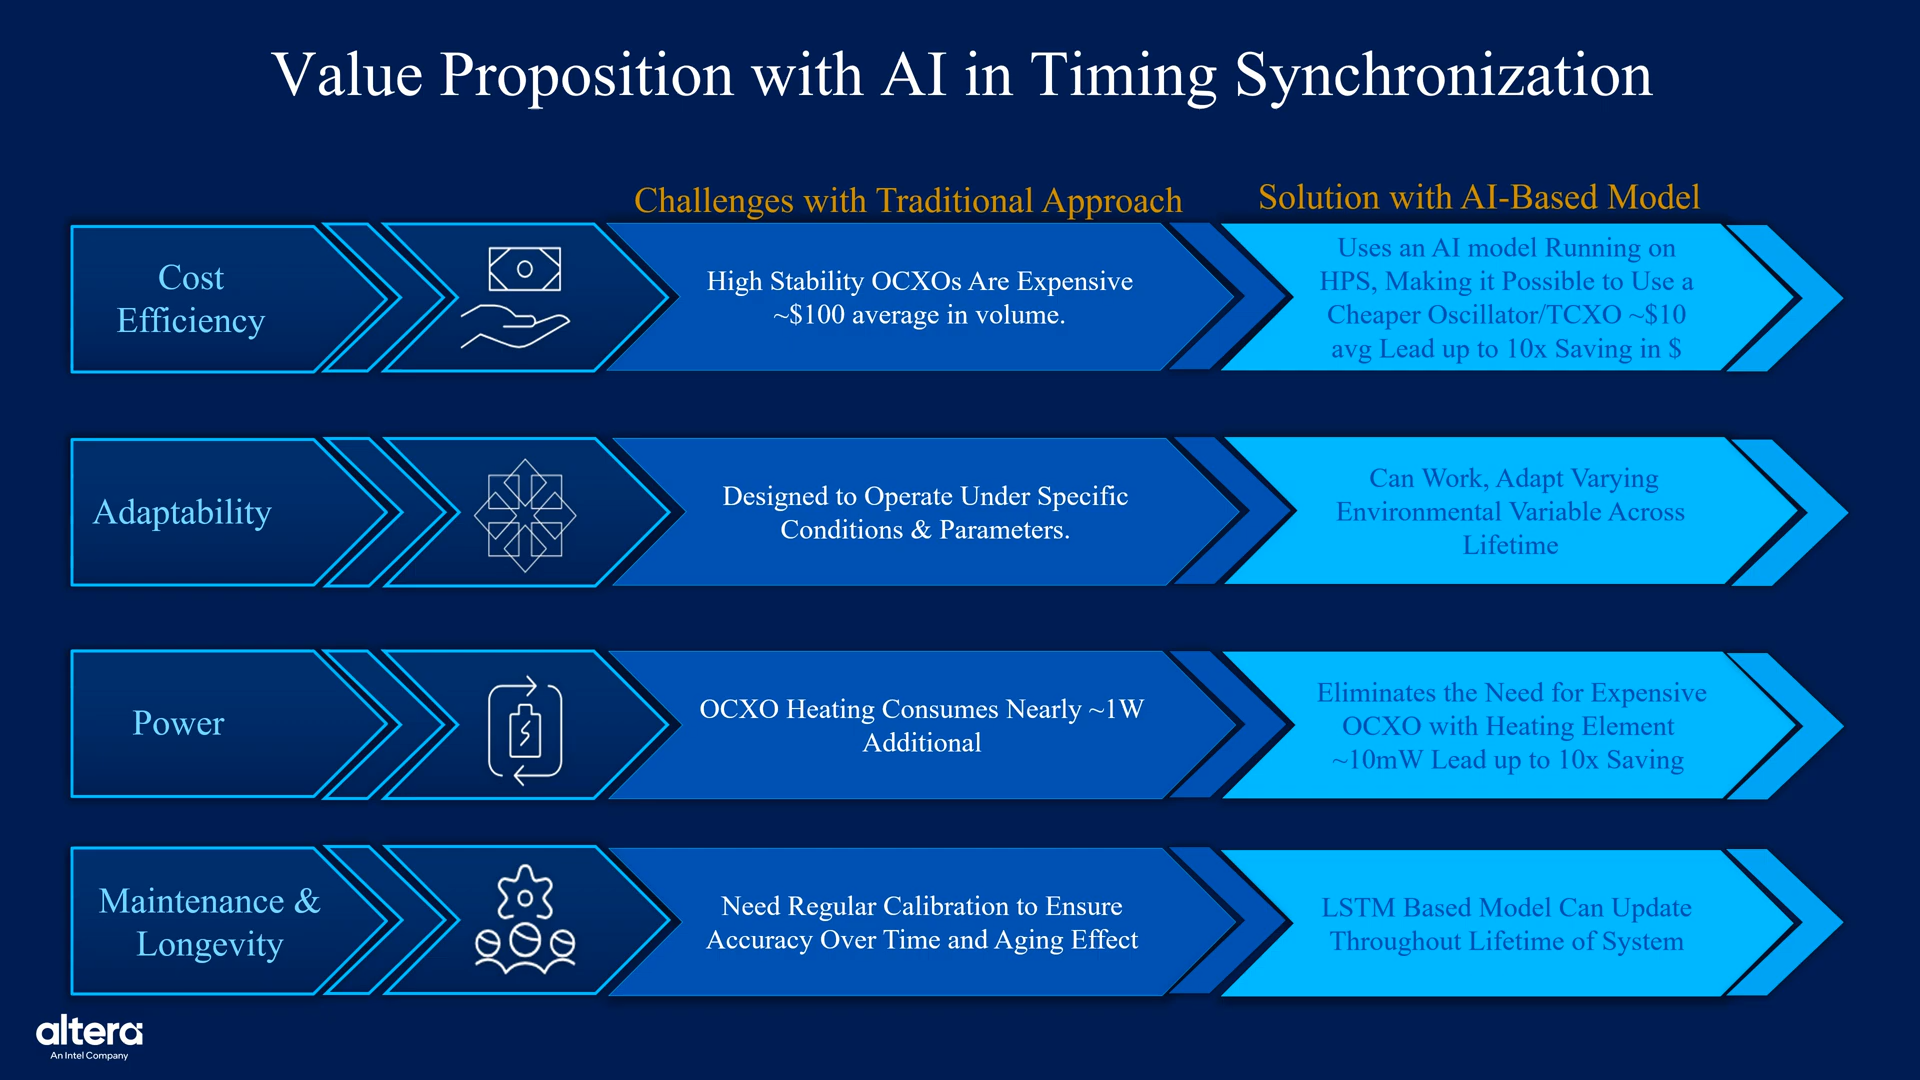 Value Proposition with AI in Timing Synchronization
Challenges with Traditional Approach
Solution with AI-Based Model
Cost
Efficiency
High Stability OCXOs Are Expensive
~$100 average in volume.
Uses an AI model Running on
HPS, Making it Possible to Use a
Cheaper Oscillator/TCXO ~$10
avg Lead up to 10x Saving in $
Adaptability
Designed to Operate Under Specific
Conditions & Parameters.
Can Work, Adapt Varying
Environmental Variable Across
Lifetime
Power
OCXO Heating Consumes Nearly ~1W
Additional
Eliminates the Need for Expensive
OCXO with Heating Element
~10mW Lead up to 10x Saving
Maintenance &
Longevity
Need Regular Calibration to Ensure
Accuracy Over Time and Aging Effect
LSTM Based Model Can Update
Throughout Lifetime of System
altera
An Intel Company